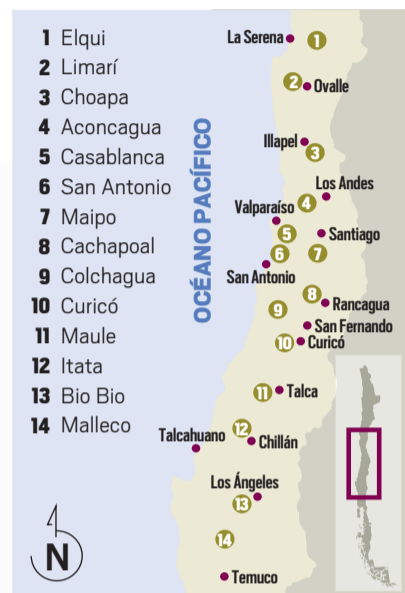 1 Elqui
2 Limarí
3 Choapa
4 Aconcagua
5 Casablanca
6 San Antonio
7 Maipo
8 Cachapoal
9 Colchagua
10 Curicó
11 Maule
12 Itata
13 Bio Bio
14 Malleco
OCÉANO PACÍFICO
La Serena
1
2
Ovalle
Illapel
3
Los Andes
4
Valparaíso
5
Santiago
6
7
San Antonio
8
Rancagua
9
San Fernando
10
Curicó
11
Talca
12
Talcahuano
Chillán
Los Ángeles
13
14
Temuco
N